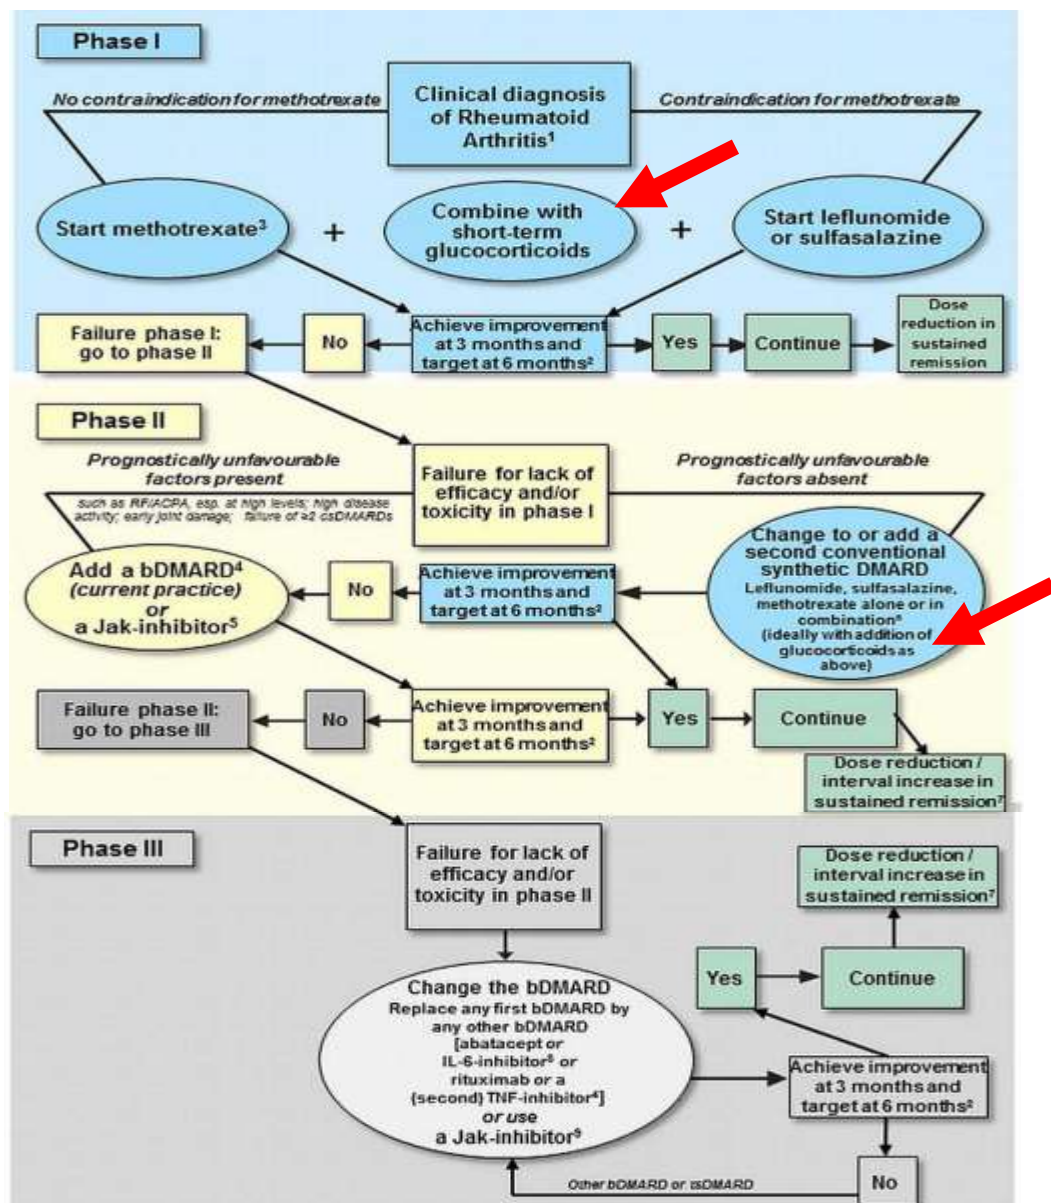 Phase I
No contraindication for methotrexate
Clinical diagnosis
of Rheumatoid
Arthritis¹
Contraindication for methotrexate
Start methotrexate³
+
Combine with
short-term
glucocorticoids
+
Start leflunomide
or sulfasalazine
Failure phase I:
go to phase II
No
Achieve improvement
at 3 months and
target at 6 months²
Yes
Continue
Dose
reduction in
sustained
remission
Phase II
Prognostically unfavourable
factors present
such as RF/ACPA, esp. at high levels; high disease
activity; early joint damage; failure of ≥2 csDMARDs
Failure for lack of
efficacy and/or
toxicity in phase I
Prognostically unfavourable
factors absent
Add a bDMARD⁴
(current practice)
or
a Jak-inhibitor⁵
No
Achieve improvement
at 3 months and
target at 6 months²
Change to or add a
second conventional
synthetic DMARD
Leflunomide, sulfasalazine,
methotrexate alone or in
combination⁶
(ideally with addition of
glucocorticoids as
above)
Failure phase II:
go to phase III
No
Achieve improvement
at 3 months and
target at 6 months²
Yes
Continue
Dose reduction /
interval increase in
sustained remission⁷
Phase III
Failure for lack of
efficacy and/or
toxicity in phase II
Dose reduction /
interval increase in
sustained remission⁷
Yes
Continue
Change the bDMARD
Replace any first bDMARD by
any other bDMARD
[abatacept or
IL-6-inhibitor⁸ or
rituximab or a
(second) TNF-inhibitor⁴]
or use
a Jak-inhibitor⁹
Achieve improvement
at 3 months and
target at 6 months²
No
Other bDMARD or tsDMARD